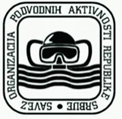 SAVEZ ORGANIZACIJA PODVODNIH AKTIVNOSTI REPUBLIKE SRBIJE